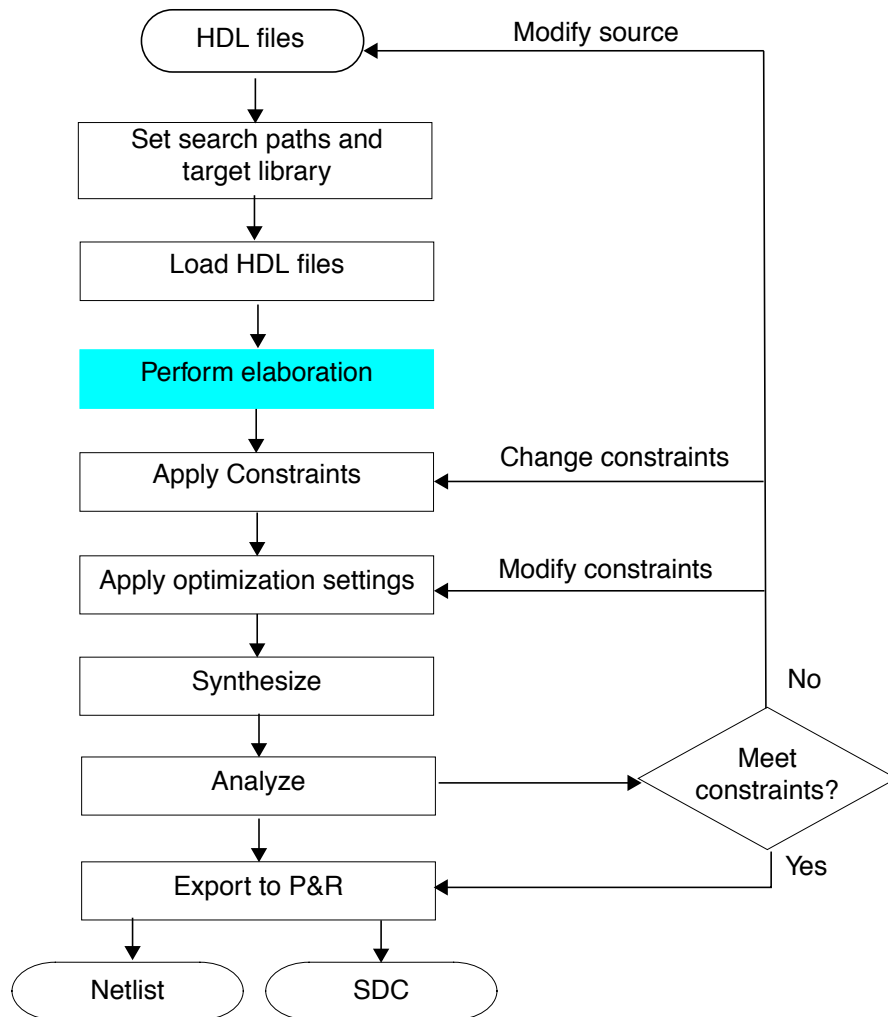 HDL files
Modify source
Set search paths and
target library
Load HDL files
Perform elaboration
Change constraints
Apply Constraints
Modify constraints
Apply optimization settings
Synthesize
No
Analyze
Meet
constraints?
Yes
Export to P&R
Netlist
SDC